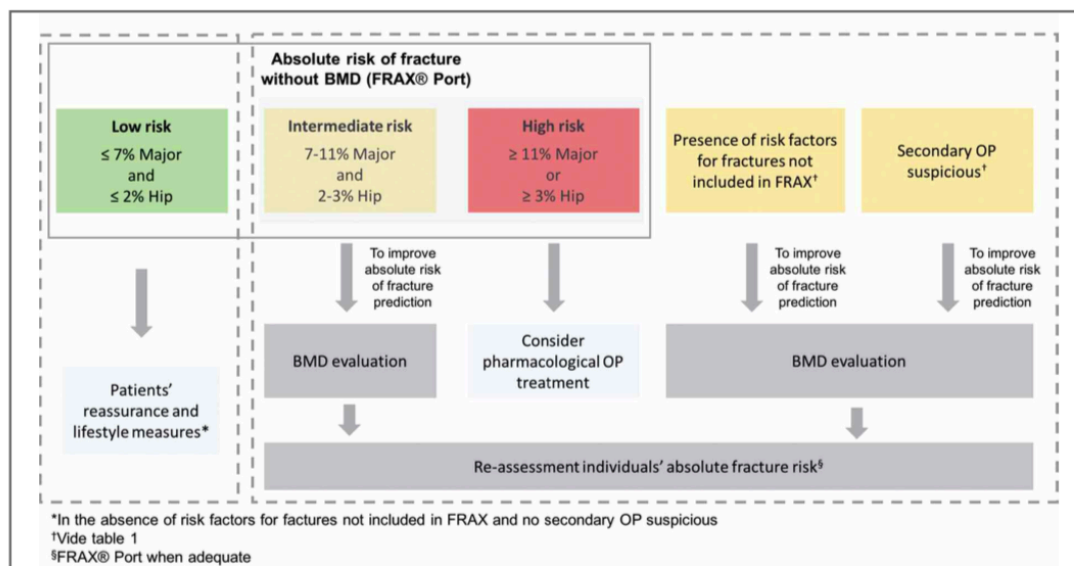 Absolute risk of fracture
without BMD (FRAX® Port)
Low risk
≤ 7% Major
and
≤ 2% Hip
Intermediate risk
7-11% Major
and
2-3% Hip
High risk
≥ 11% Major
or
≥ 3% Hip
Presence of risk factors
for fractures not
included in FRAX†
Secondary OP
suspicious†
To improve
absolute risk
of fracture
prediction
To improve
absolute risk
of fracture
prediction
To improve
absolute risk
of fracture
prediction
Patients’
reassurance and
lifestyle measures*
BMD evaluation
Consider
pharmacological OP
treatment
BMD evaluation
Re-assessment individuals’ absolute fracture risk§
*In the absence of risk factors for factures not included in FRAX and no secondary OP suspicious
†Vide table 1
§FRAX® Port when adequate